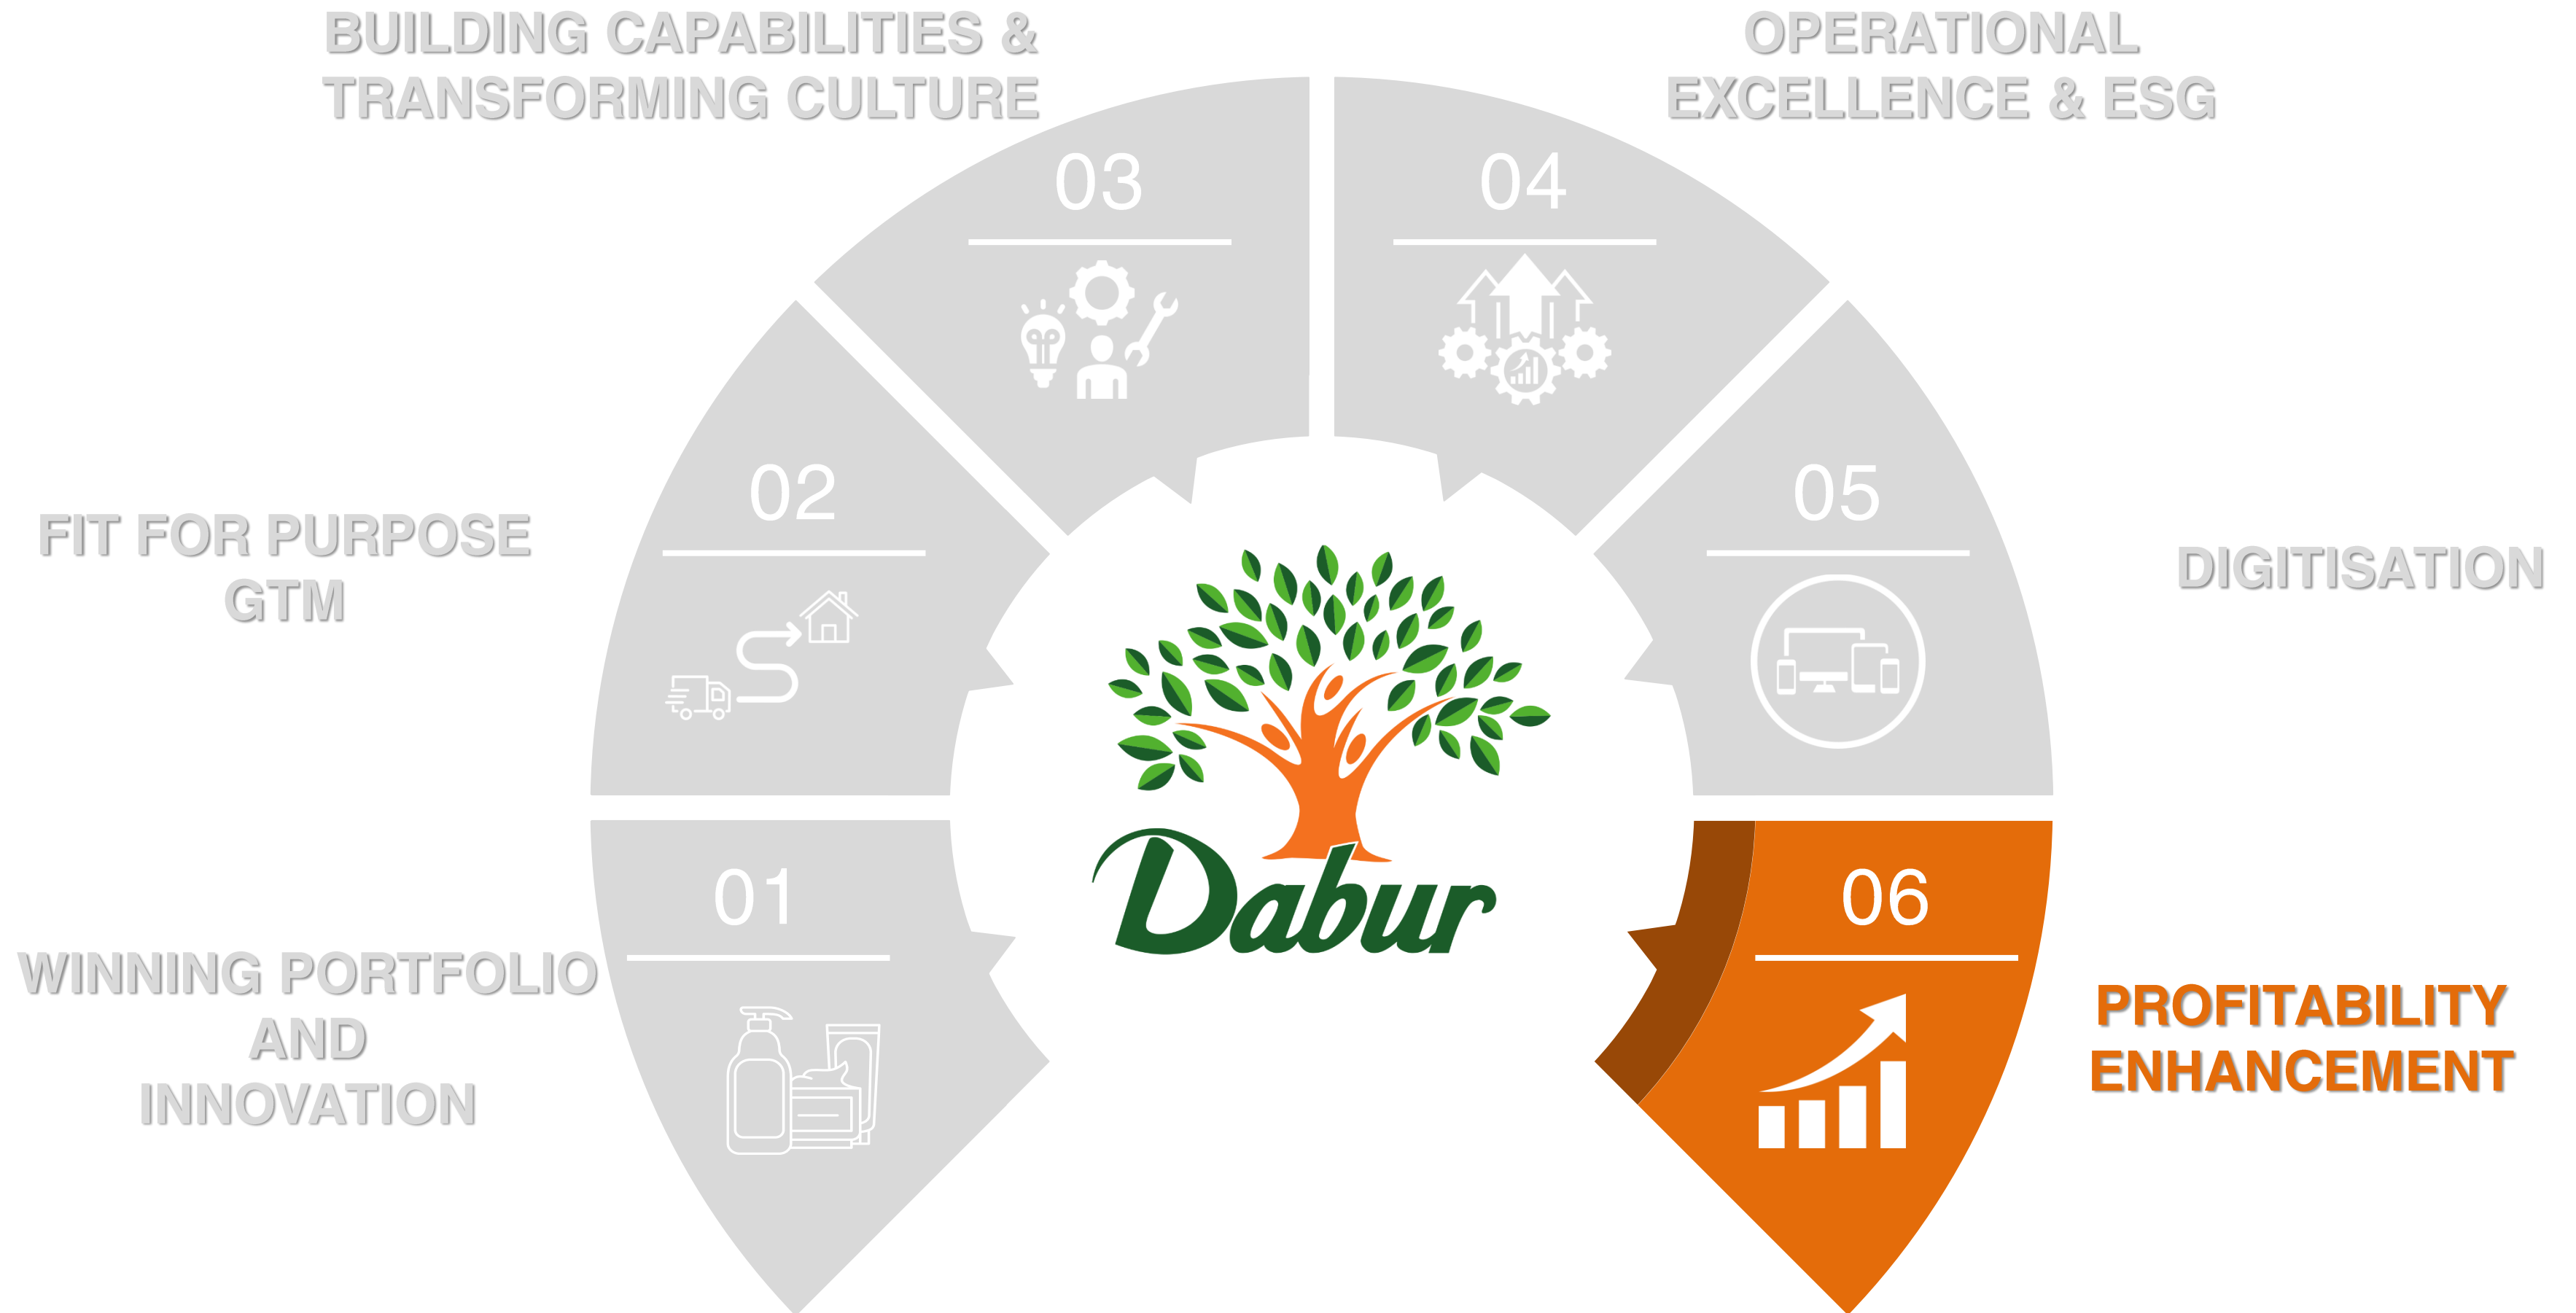 BUILDING CAPABILITIES &
TRANSFORMING CULTURE
OPERATIONAL
EXCELLENCE & ESG
03
04
02
05
FIT FOR PURPOSE
GTM
DIGITISATION
Dabur
01
06
WINNING PORTFOLIO
AND
INNOVATION
PROFITABILITY
ENHANCEMENT